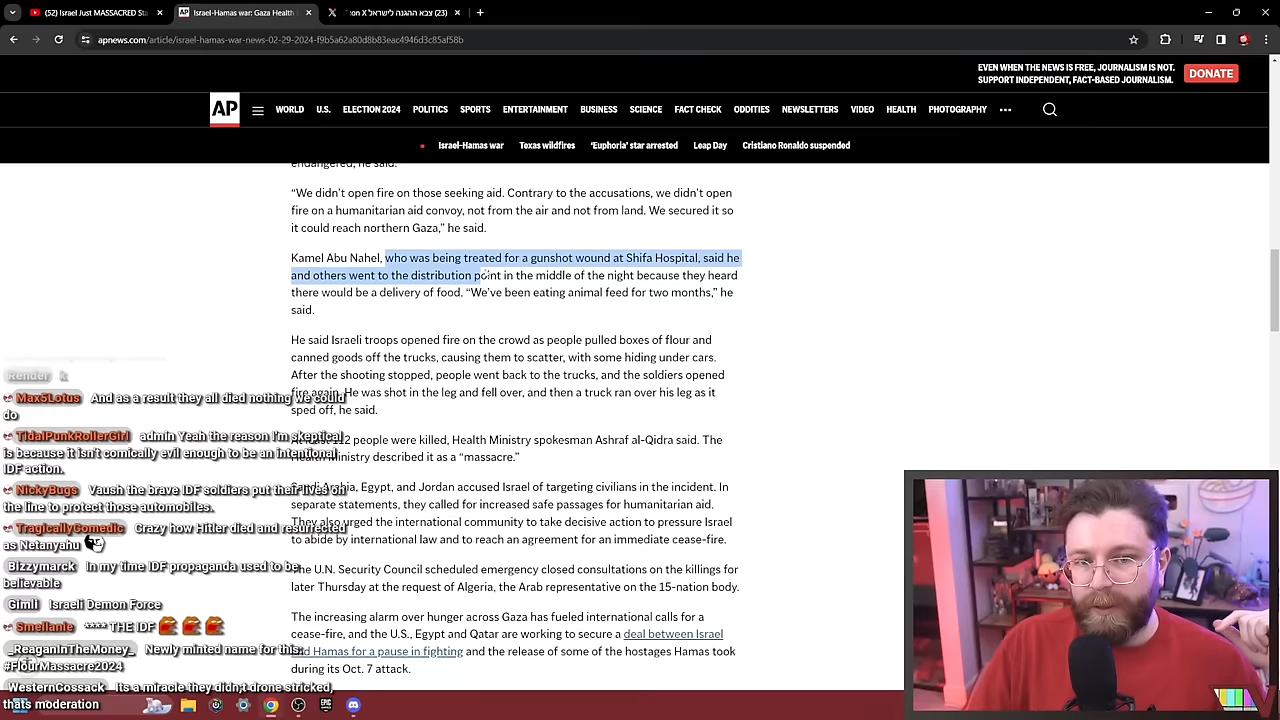 (52) Israel Just MASSACRED St
Israel-Hamas war: Gaza Health
(23) צבא ההגנה לישראל on X
apnews.com/article/israel-hamas-war-news-02-29-2024-f9b5a62a80d8b83eac4946d3c85af58b
EVEN WHEN THE NEWS IS FREE, JOURNALISM IS NOT.
SUPPORT INDEPENDENT, FACT-BASED JOURNALISM.
DONATE
AP
WORLD U.S. ELECTION 2024 POLITICS SPORTS ENTERTAINMENT BUSINESS SCIENCE FACT CHECK ODDITIES NEWSLETTERS VIDEO HEALTH PHOTOGRAPHY
Israel-Hamas war Texas wildfires 'Euphoria' star arrested Leap Day Cristiano Ronaldo suspended
endangered, he said.
“We didn’t open fire on those seeking aid. Contrary to the accusations, we didn’t open
fire on a humanitarian aid convoy, not from the air and not from land. We secured it so
it could reach northern Gaza,” he said.
Kamel Abu Nahel, who was being treated for a gunshot wound at Shifa Hospital, said he
and others went to the distribution point in the middle of the night because they heard
there would be a delivery of food. “We’ve been eating animal feed for two months,” he
said.
He said Israeli troops opened fire on the crowd as people pulled boxes of flour and
canned goods off the trucks, causing them to scatter, with some hiding under cars.
After the shooting stopped, people went back to the trucks, and the soldiers opened
fire again. He was shot in the leg and fell over, and then a truck ran over his leg as it
sped off, he said.
112 people were killed, Health Ministry spokesman Ashraf al-Qidra said. The
Health Ministry described it as a “massacre.”
Saudi Arabia, Egypt, and Jordan accused Israel of targeting civilians in the incident. In
separate statements, they called for increased safe passages for humanitarian aid.
They also urged the international community to take decisive action to pressure Israel
to abide by international law and to reach an agreement for an immediate cease-fire.
The U.N. Security Council scheduled emergency closed consultations on the killings for
later Thursday at the request of Algeria, the Arab representative on the 15-nation body.
The increasing alarm over hunger across Gaza has fueled international calls for a
cease-fire, and the U.S., Egypt and Qatar are working to secure a deal between Israel
and Hamas for a pause in fighting and the release of some of the hostages Hamas took
during its Oct. 7 attack.
Render k
Max5Lotus And as a result they all died nothing we could
do
TidalPunkRollerGirl admin Yeah the reason I'm skeptical
is because it isn't comically evil enough to be an intentional
IDF action.
NickyBugs Vaush the brave IDF soldiers put their lives on
the line to protect those automobiles.
TragicallyComedic Crazy how Hitler died and resurrected
as Netanyahu
Bizzymarck In my time IDF propaganda used to be
believable
Gimli Israeli Demon Force
Smellanie **** THE IDF
_ReaganInTheMoney_ Newly minted name for this:
#FlourMassacre2024
WesternCossack Its a miracle they didn;t drone stricked,
thats moderation